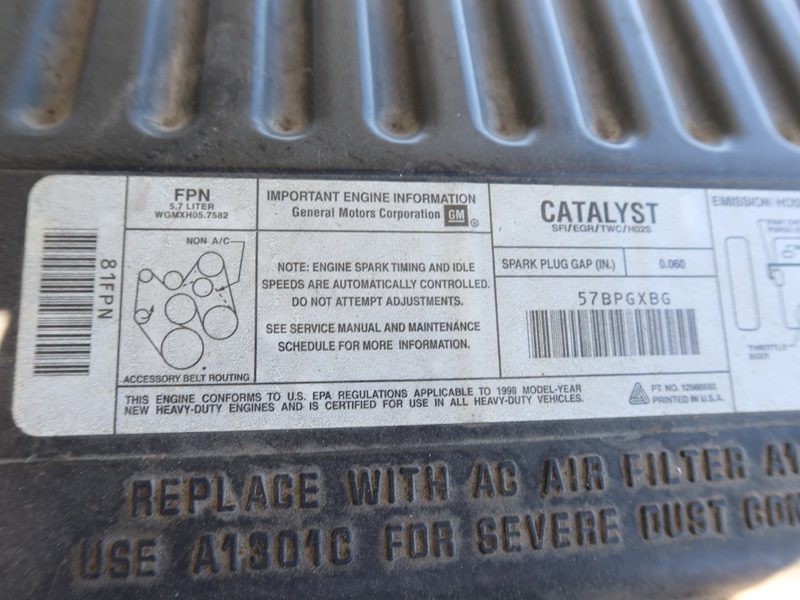 81FPN
FPN
5.7 LITER
WGMXH05.7582
NON A/C
ACCESSORY BELT ROUTING
IMPORTANT ENGINE INFORMATION
General Motors Corporation GM ®
NOTE: ENGINE SPARK TIMING AND IDLE
SPEEDS ARE AUTOMATICALLY CONTROLLED.
DO NOT ATTEMPT ADJUSTMENTS.
SEE SERVICE MANUAL AND MAINTENANCE
SCHEDULE FOR MORE INFORMATION.
CATALYST
SFI/EGR/TWC/HO2S
SPARK PLUG GAP (IN.) 0.060
57BPGXBG
EMISSION
THIS ENGINE CONFORMS TO U.S. EPA REGULATIONS APPLICABLE TO 1998 MODEL-YEAR
NEW HEAVY-DUTY ENGINES AND IS CERTIFIED FOR USE IN ALL HEAVY-DUTY VEHICLES.
PT. NO.
PRINTED IN U.S.A.
REPLACE WITH AC AIR FILTER A1
USE A1301C FOR SEVERE DUST CON